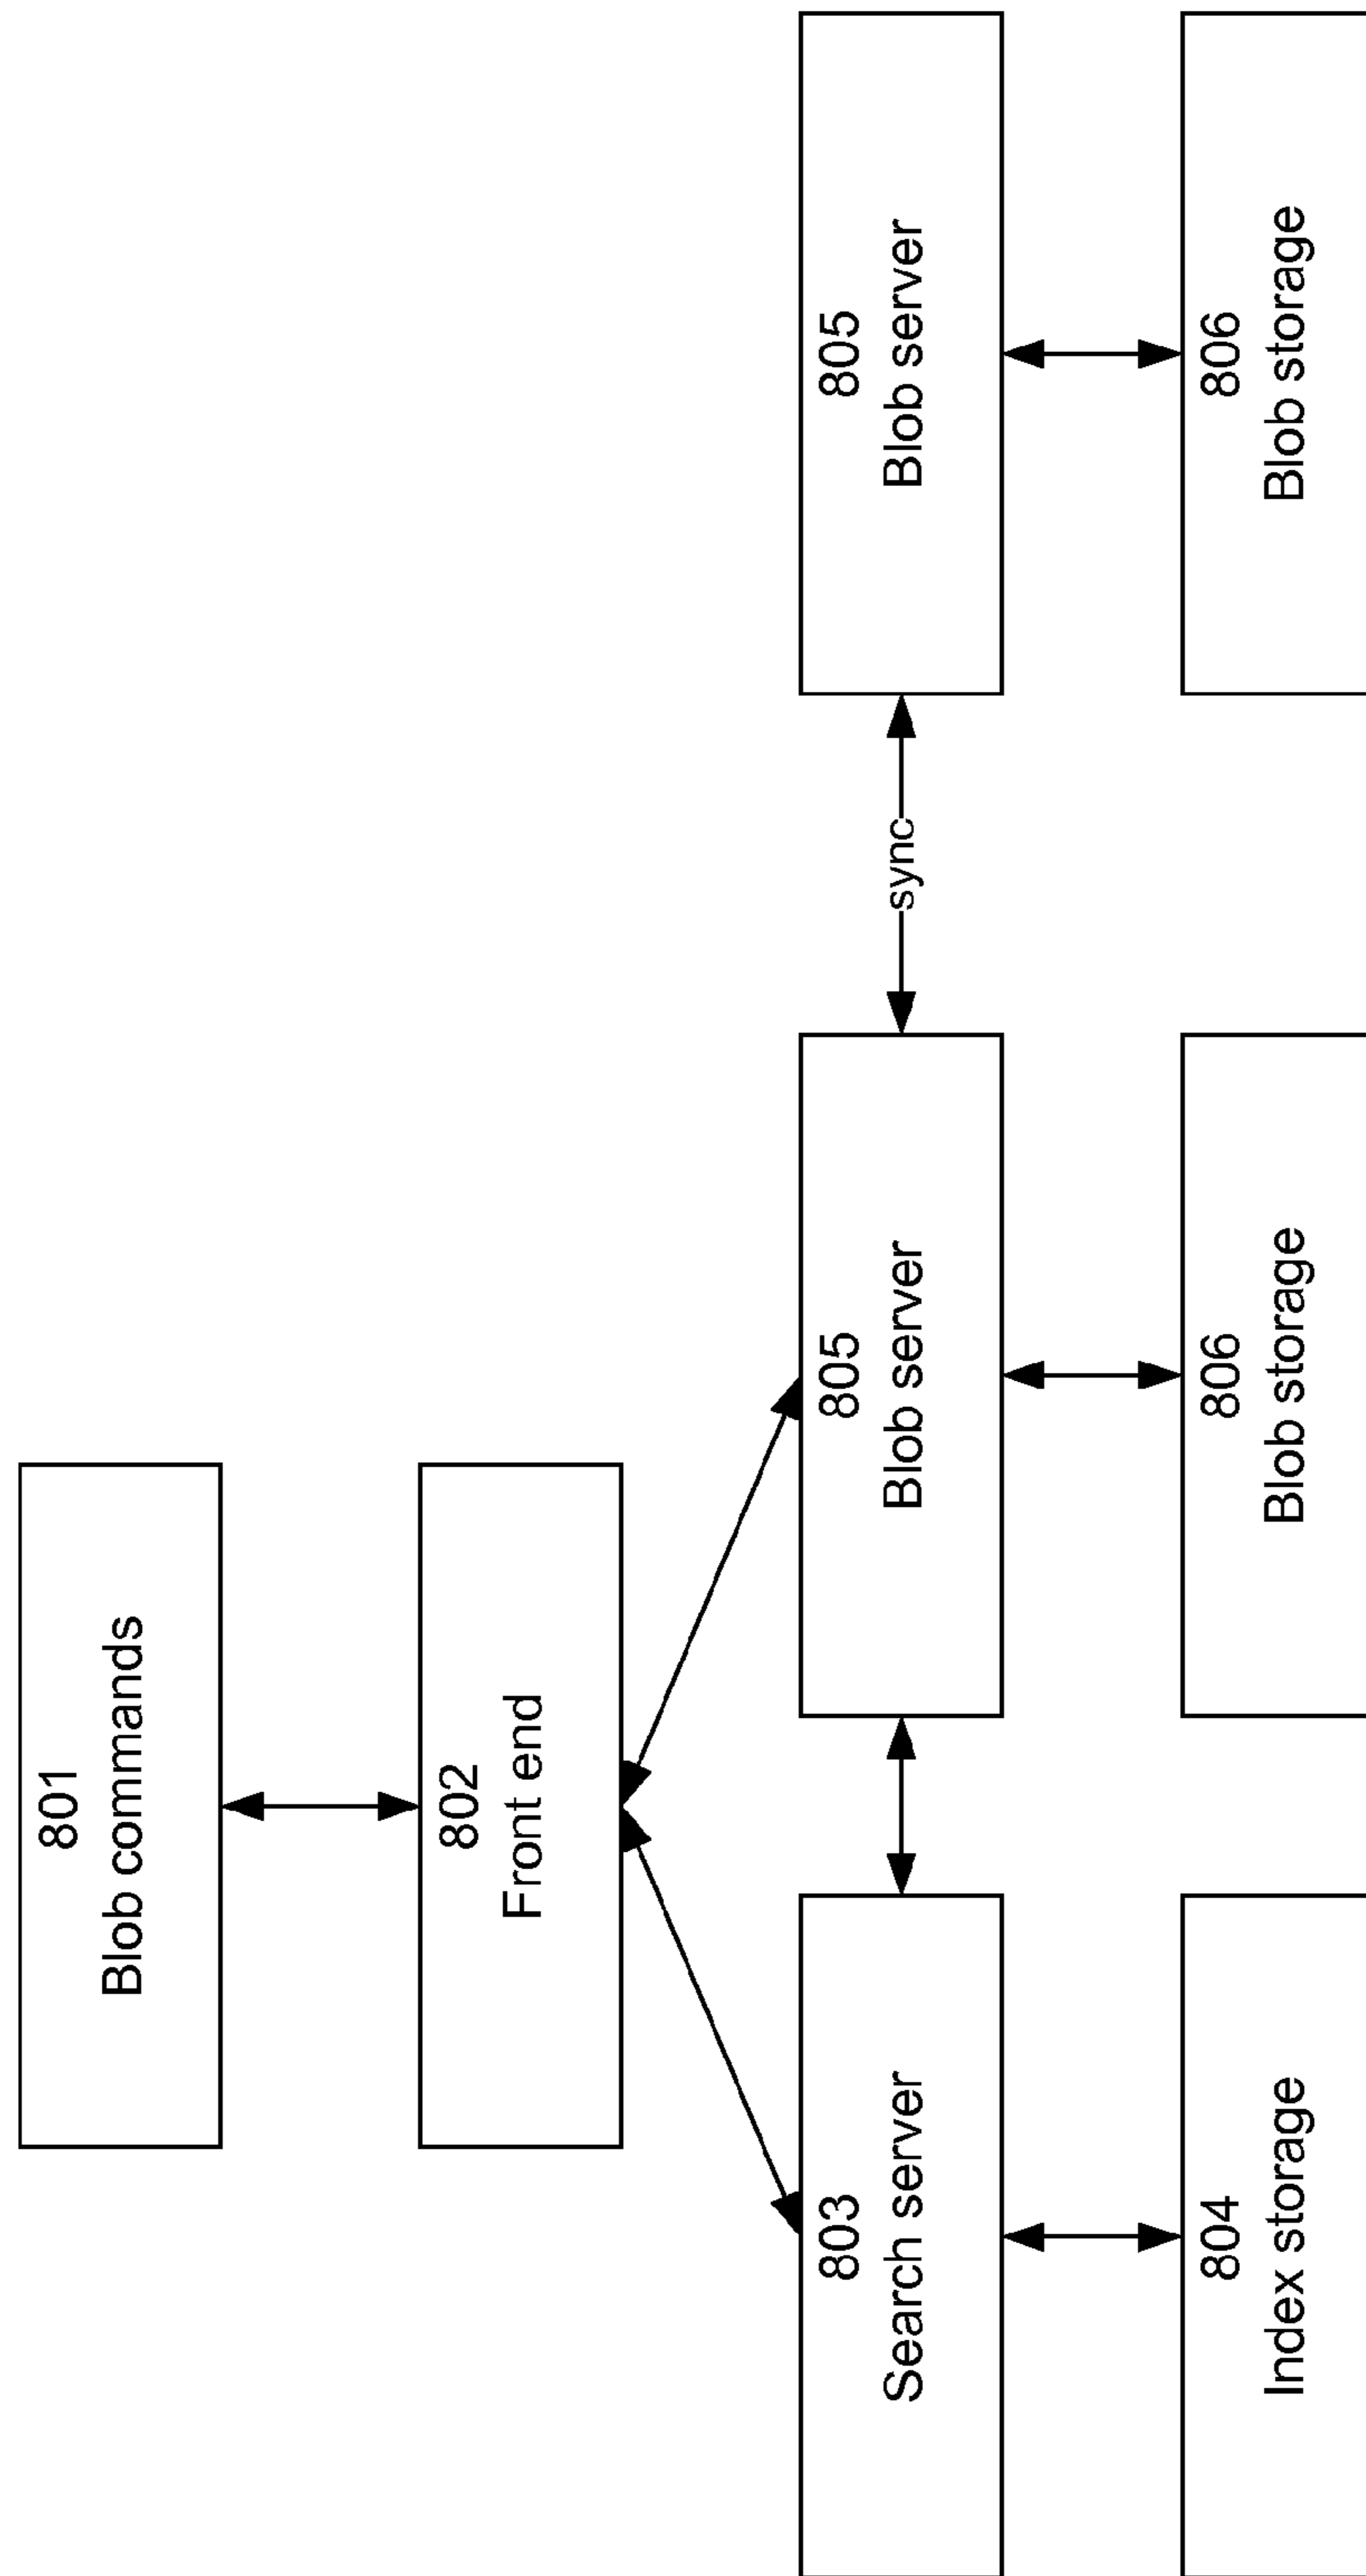 801
Blob commands
802
Front end
803
Search server
805
Blob server
sync
805
Blob server
804
Index storage
806
Blob storage
806
Blob storage